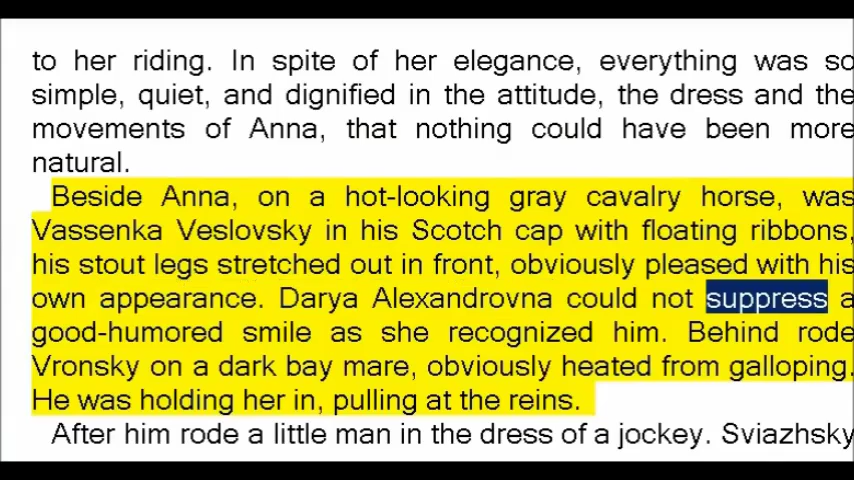 to her riding. In spite of her elegance, everything was so
simple, quiet, and dignified in the attitude, the dress and the
movements of Anna, that nothing could have been more
natural.
Beside Anna, on a hot-looking gray cavalry horse, was
Vassenka Veslovsky in his Scotch cap with floating ribbons,
his stout legs stretched out in front, obviously pleased with his
own appearance. Darya Alexandrovna could not suppress a
good-humored smile as she recognized him. Behind rode
Vronsky on a dark bay mare, obviously heated from galloping.
He was holding her in, pulling at the reins.
After him rode a little man in the dress of a jockey. Sviazhsky